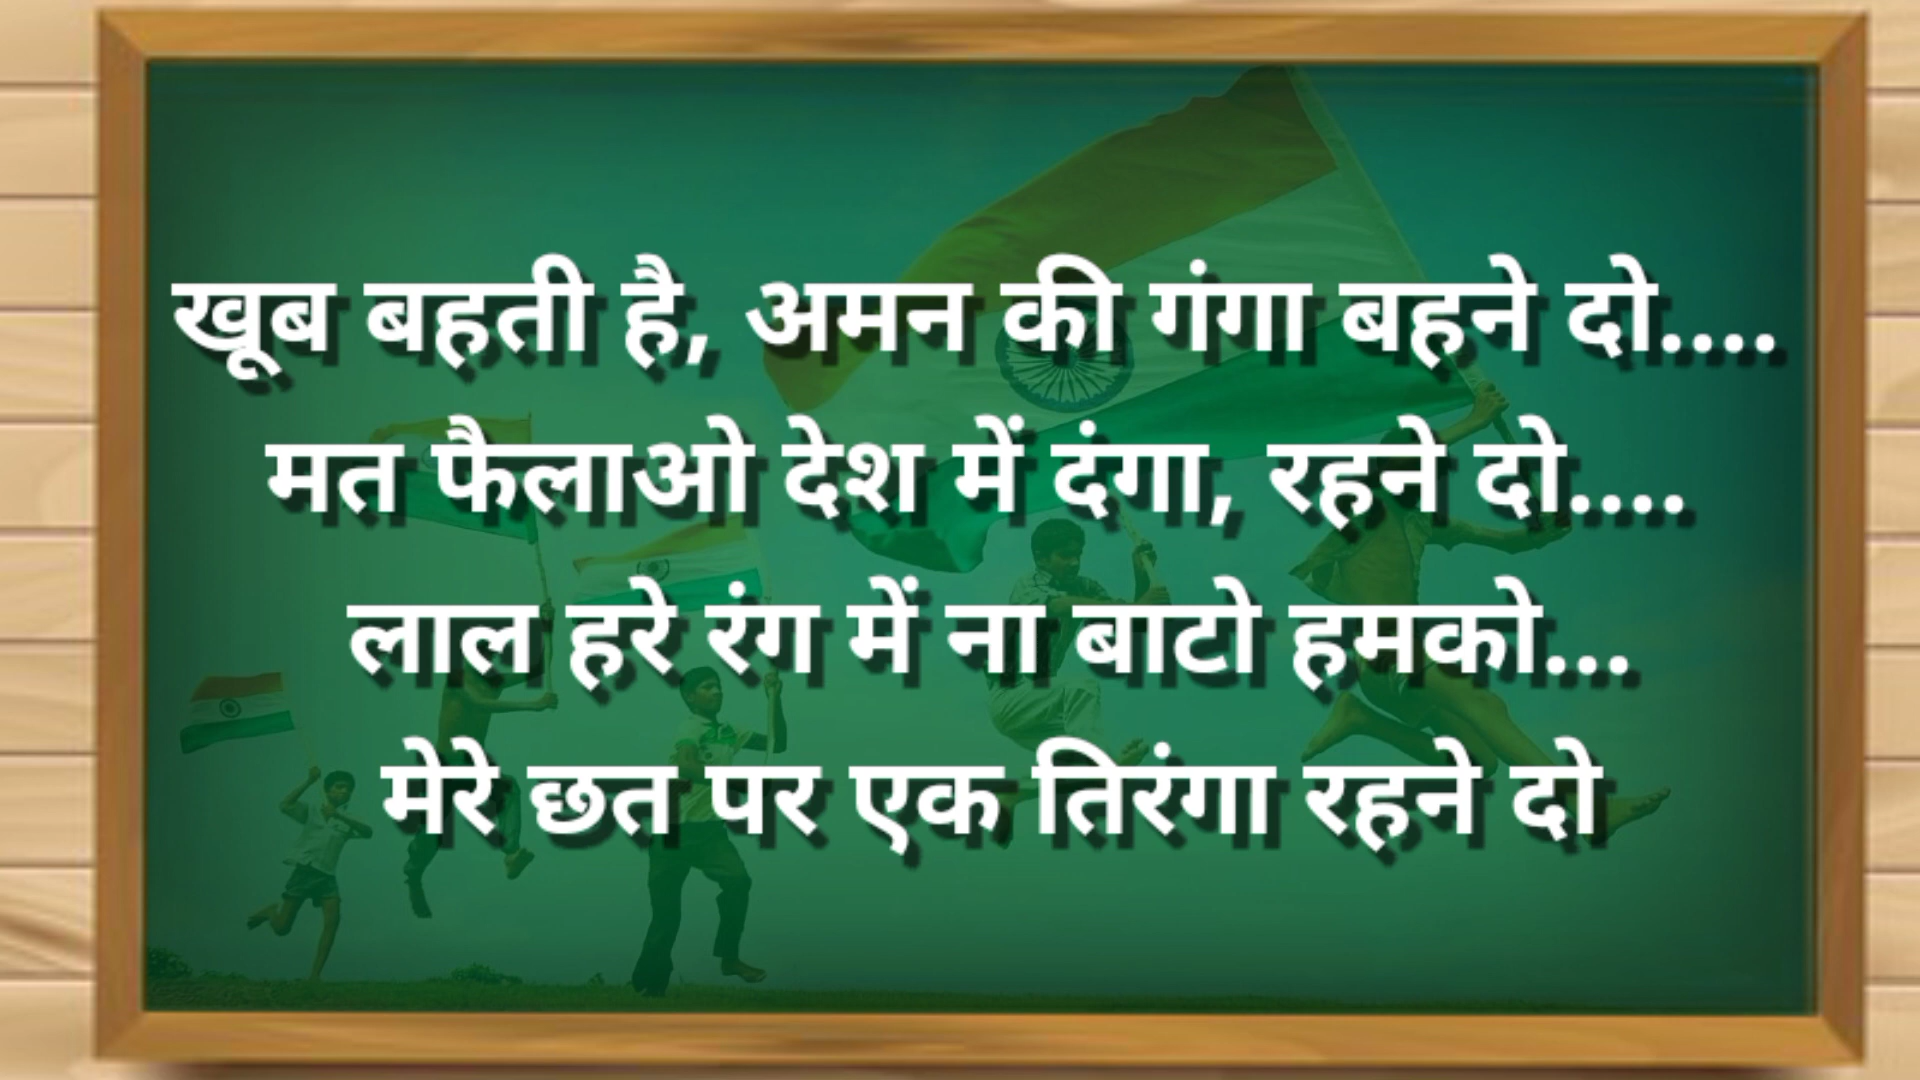 खूब बहती है, अमन की गंगा बहने दो....
मत फैलाओ देश में दंगा, रहने दो....
लाल हरे रंग में ना बाटो हमको...
मेरे छत पर एक तिरंगा रहने दो